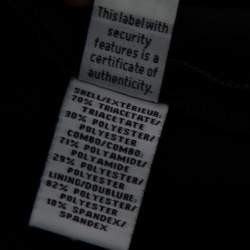 This label with
security
features is a
certificate of
authenticity.
SHELL/EXTÉRIEUR:
70% TRIACETATE/
TRIACETATE
30% POLYESTER/
POLYESTER
COMBO/COMBO:
71% POLYAMIDE/
POLYAMIDE
29% POLYESTER/
POLYESTER
LINING/DOUBLURE:
82% POLYESTER/
POLYESTER
18% SPANDEX/
SPANDEX